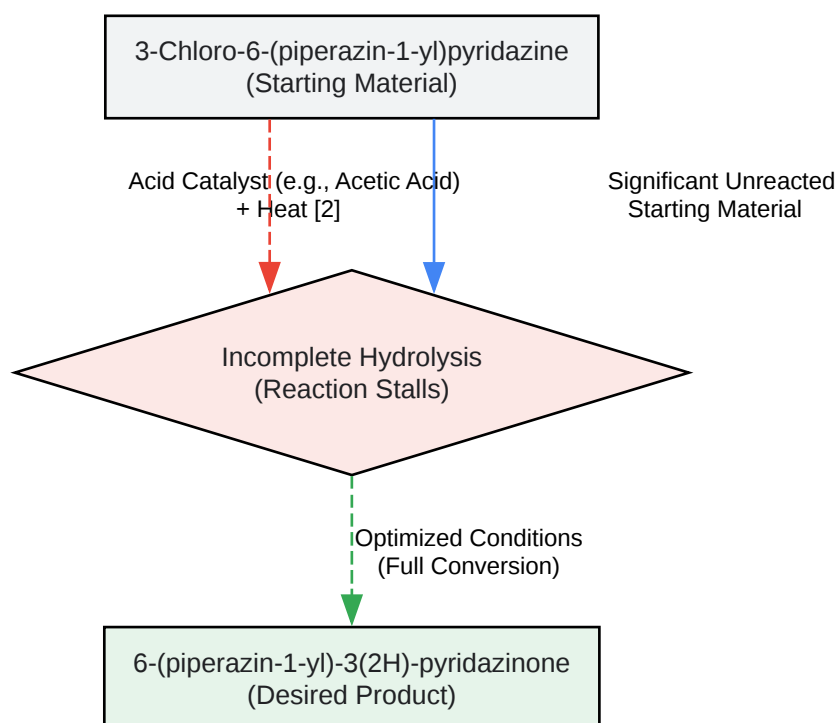 3-Chloro-6-(piperazin-1-yl)pyridazine
(Starting Material)
Acid Catalyst (e.g., Acetic Acid)
+ Heat [2]
Significant Unreacted
Starting Material
Incomplete Hydrolysis
(Reaction Stalls)
Optimized Conditions
(Full Conversion)
6-(piperazin-1-yl)-3(2H)-pyridazinone
(Desired Product)